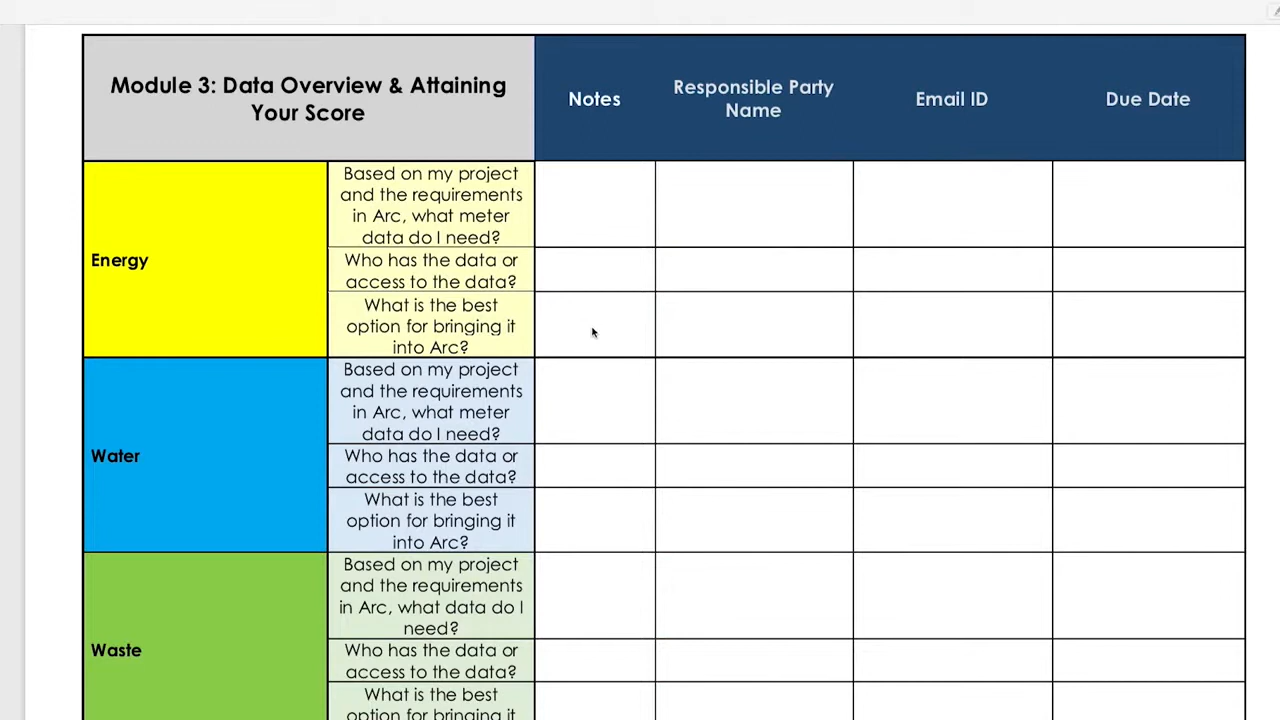 Module 3: Data Overview & Attaining
Your Score
Notes
Responsible Party
Name
Email ID
Due Date
Energy
Based on my project
and the requirements
in Arc, what meter
data do I need?
Who has the data or
access to the data?
What is the best
option for bringing it
into Arc?
Water
Based on my project
and the requirements
in Arc, what meter
data do I need?
Who has the data or
access to the data?
What is the best
option for bringing it
into Arc?
Waste
Based on my project
and the requirements
in Arc, what data do I
need?
Who has the data or
access to the data?
What is the best
option for bringing it